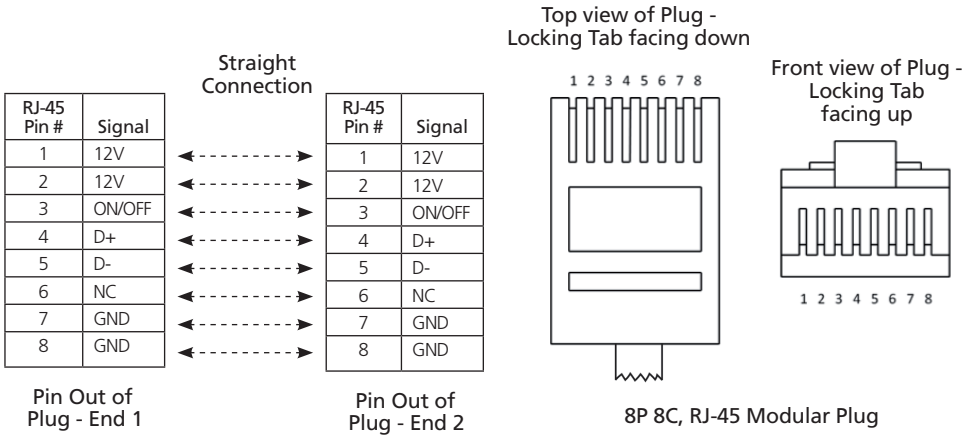 Straight
Connection
RJ-45
Pin # Signal
1 12V
2 12V
3 ON/OFF
4 D+
5 D-
6 NC
7 GND
8 GND
Pin Out of
Plug - End 1
RJ-45
Pin # Signal
1 12V
2 12V
3 ON/OFF
4 D+
5 D-
6 NC
7 GND
8 GND
Pin Out of
Plug - End 2
Top view of Plug -
Locking Tab facing down
1 2 3 4 5 6 7 8
Front view of Plug -
Locking Tab
facing up
1 2 3 4 5 6 7 8
8P 8C, RJ-45 Modular Plug